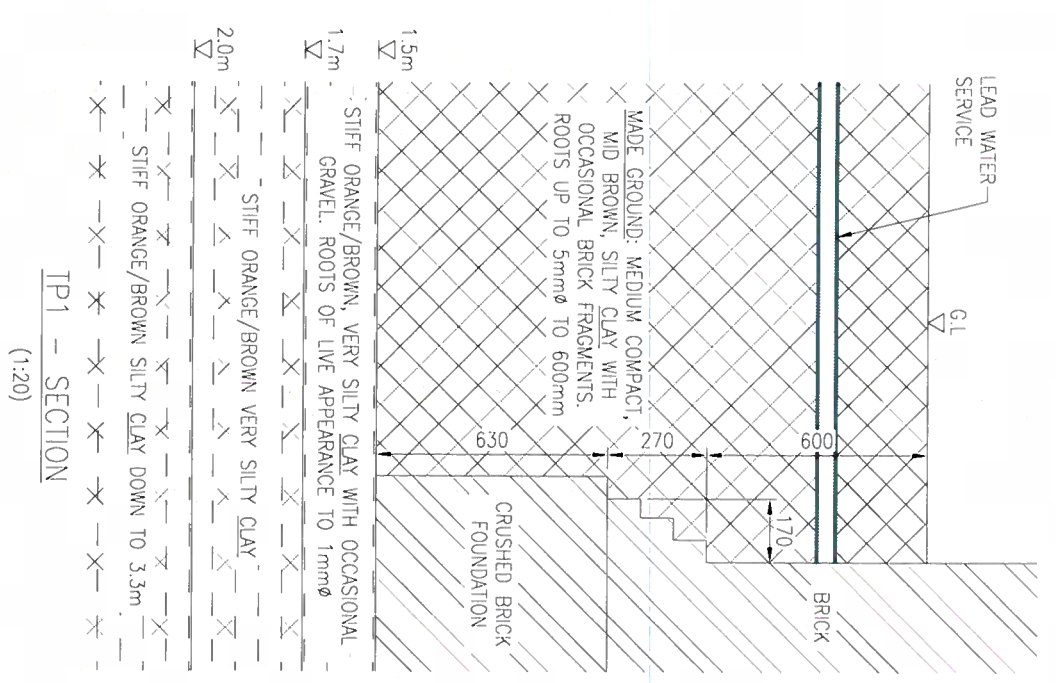 LEAD WATER
SERVICE
G.L
600
170
BRICK
270
630
MADE GROUND: MEDIUM COMPACT,
MID BROWN, SILTY CLAY WITH
OCCASIONAL BRICK FRAGMENTS.
ROOTS UP TO 5mmø TO 600mm
CRUSHED BRICK
FOUNDATION
1.5m
STIFF ORANGE/BROWN, VERY SILTY CLAY WITH OCCASIONAL
GRAVEL. ROOTS OF LIVE APPEARANCE TO 1mmø
1.7m
STIFF ORANGE/BROWN VERY SILTY CLAY
2.0m
STIFF ORANGE/BROWN SILTY CLAY DOWN TO 3.3m
TP1 - SECTION
(1:20)